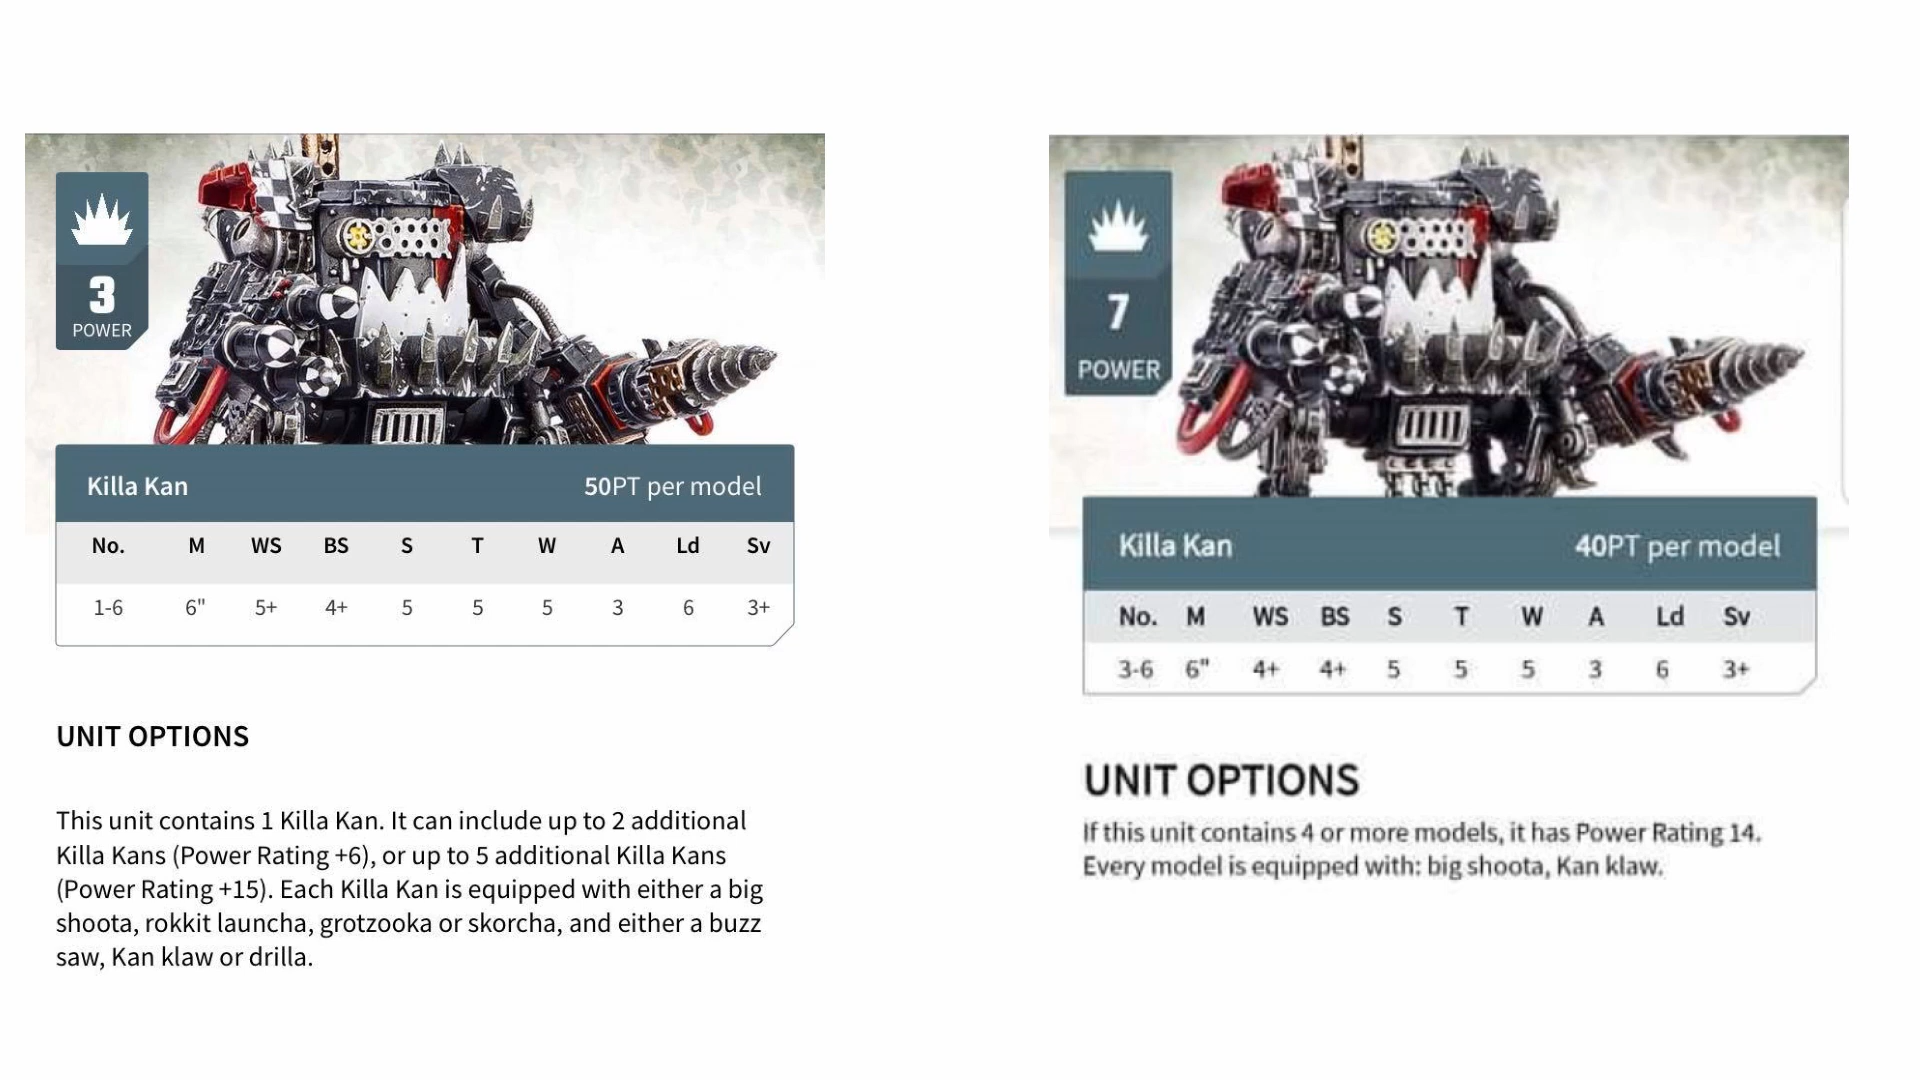 3
POWER
Killa Kan 50PT per model
No. M WS BS S T W A Ld Sv
1-6 6" 5+ 4+ 5 5 5 3 6 3+
UNIT OPTIONS
This unit contains 1 Killa Kan. It can include up to 2 additional
Killa Kans (Power Rating +6), or up to 5 additional Killa Kans
(Power Rating +15). Each Killa Kan is equipped with either a big
shoota, rokkit launcha, grotzooka or skorcha, and either a buzz
saw, Kan klaw or drilla.
7
POWER
Killa Kan 40PT per model
No. M WS BS S T W A Ld Sv
3-6 6" 4+ 4+ 5 5 5 3 6 3+
UNIT OPTIONS
If this unit contains 4 or more models, it has Power Rating 14.
Every model is equipped with: big shoota, Kan klaw.